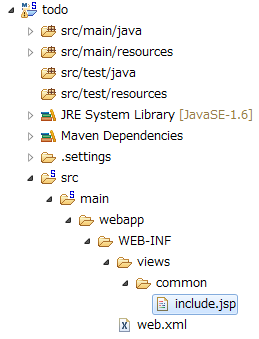 todo
src/main/java
src/main/resources
src/test/java
src/test/resources
JRE System Library [JavaSE-1.6]
Maven Dependencies
.settings
src
main
webapp
WEB-INF
views
common
include.jsp
web.xml